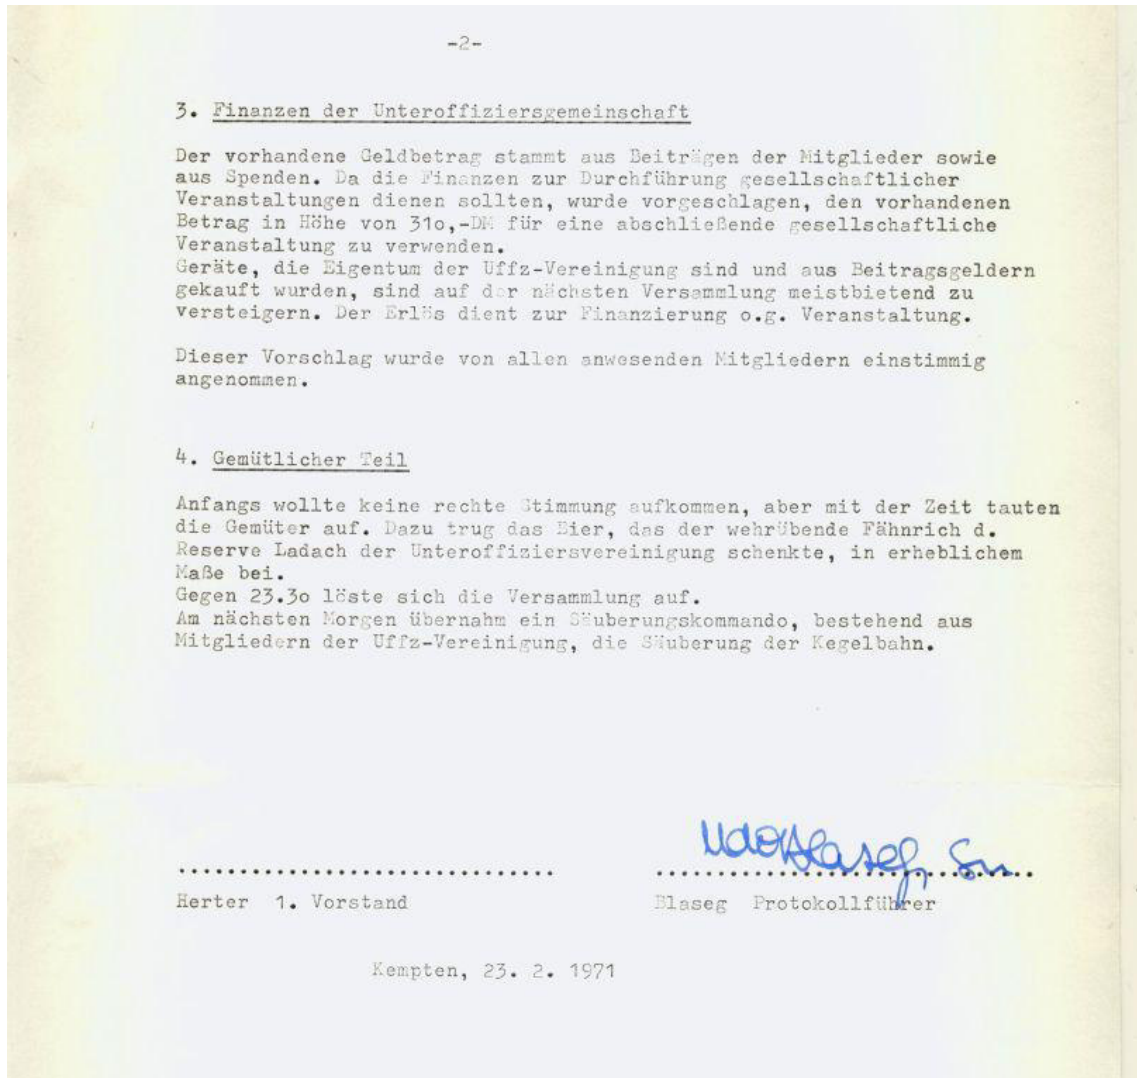 -2-
3. Finanzen der Unteroffiziersgemeinschaft
Der vorhandene Geldbetrag stammt aus Beiträgen der Mitglieder sowie
aus Spenden. Da die Finanzen zur Durchführung gesellschaftlicher
Veranstaltungen dienen sollten, wurde vorgeschlagen, den vorhandenen
Betrag in Höhe von 31o,-DM für eine abschließende gesellschaftliche
Veranstaltung zu verwenden.
Geräte, die Eigentum der Uffz-Vereinigung sind und aus Beitragsgeldern
gekauft wurden, sind auf der nächsten Versammlung meistbietend zu
versteigern. Der Erlös dient zur Finanzierung o.g. Veranstaltung.
Dieser Vorschlag wurde von allen anwesenden Mitgliedern einstimmig
angenommen.
4. Gemütlicher Teil
Anfangs wollte keine rechte Stimmung aufkommen, aber mit der Zeit tauten
die Gemüter auf. Dazu trug das Bier, das der wehrübende Fähnrich d.
Reserve Ladach der Unteroffiziersvereinigung schenkte, in erheblichem
Maße bei.
Gegen 23.3o löste sich die Versammlung auf.
Am nächsten Morgen übernahm ein Säuberungskommando, bestehend aus
Mitgliedern der Uffz-Vereinigung, die Säuberung der Kegelbahn.
Udo Blaseg, Su
Herter 1. Vorstand Blaseg Protokollführer
Kempten, 23. 2. 1971